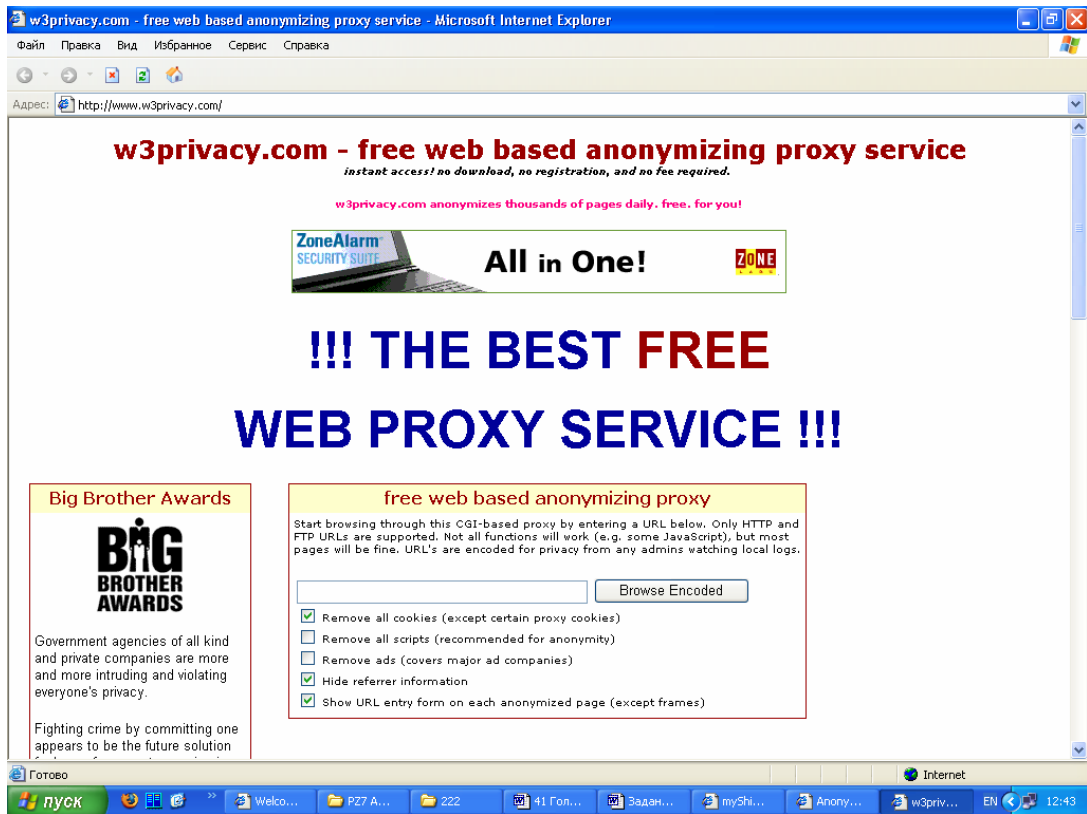 w3privacy.com - free web based anonymizing proxy service - Microsoft Internet Explorer
Файл Правка Вид Избранное Сервис Справка
Адрес: http://www.w3privacy.com/
w3privacy.com - free web based anonymizing proxy service
instant access! no download, no registration, and no fee required.
w3privacy.com anonymizes thousands of pages daily. free. for you!
ZoneAlarm
SECURITY SUITE
All in One!
ZONE
LABS
!!! THE BEST FREE
WEB PROXY SERVICE !!!
Big Brother Awards
BIG
BROTHER
AWARDS
Government agencies of all kind
and private companies are more
and more intruding and violating
everyone's privacy.
Fighting crime by committing one
appears to be the future solution
free web based anonymizing proxy
Start browsing through this CGI-based proxy by entering a URL below. Only HTTP and
FTP URLs are supported. Not all functions will work (e.g. some JavaScript), but most
pages will be fine. URL's are encoded for privacy from any admins watching local logs.
Browse Encoded
Remove all cookies (except certain proxy cookies)
Remove all scripts (recommended for anonymity)
Remove ads (covers major ad companies)
Hide referrer information
Show URL entry form on each anonymized page (except frames)
Готово
Internet
пуск
Welco...
PZ7 A...
222
41 Гол...
Задан...
myShi...
Anony...
w3priv...
EN
12:43